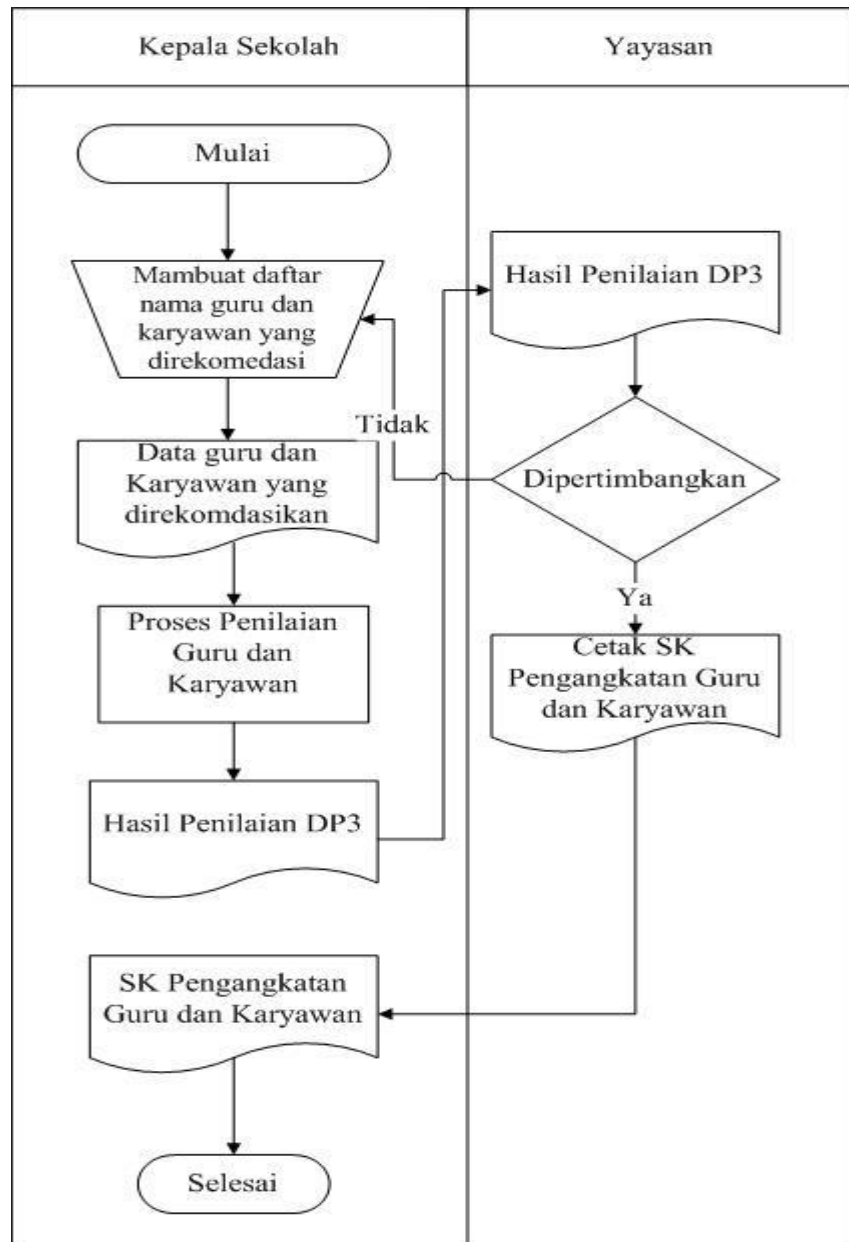 Kepala Sekolah
Yayasan
Mulai
Mambuat daftar
nama guru dan
karyawan yang
direkomedasi
Data guru dan
Karyawan yang
direkomdasikan
Proses Penilaian
Guru dan
Karyawan
Hasil Penilaian DP3
Hasil Penilaian DP3
Dipertimbangkan
Tidak
Ya
Cetak SK
Pengangkatan Guru
dan Karyawan
SK Pengangkatan
Guru dan Karyawan
Selesai